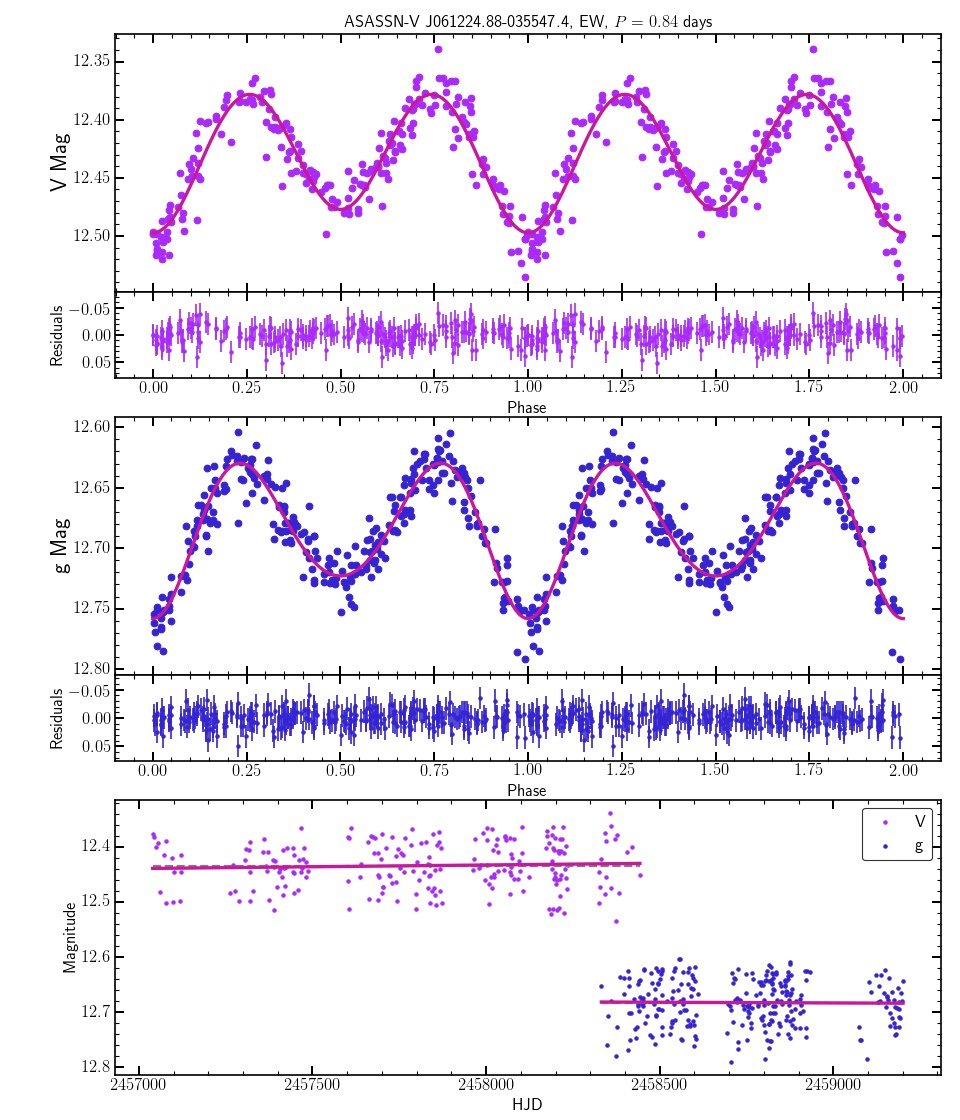 ASASSN-V J061224.88-035547.4, EW, P = 0.84 days
12.35
12.40
12.45
12.50
V Mag
−0.05
0.00
0.05
Residuals
0.00 0.25 0.50 0.75 1.00 1.25 1.50 1.75 2.00
Phase
12.60
12.65
12.70
12.75
12.80
g Mag
−0.05
0.00
0.05
Residuals
0.00 0.25 0.50 0.75 1.00 1.25 1.50 1.75 2.00
Phase
V
g
12.4
12.5
12.6
12.7
12.8
Magnitude
2457000 2457500 2458000 2458500 2459000
HJD